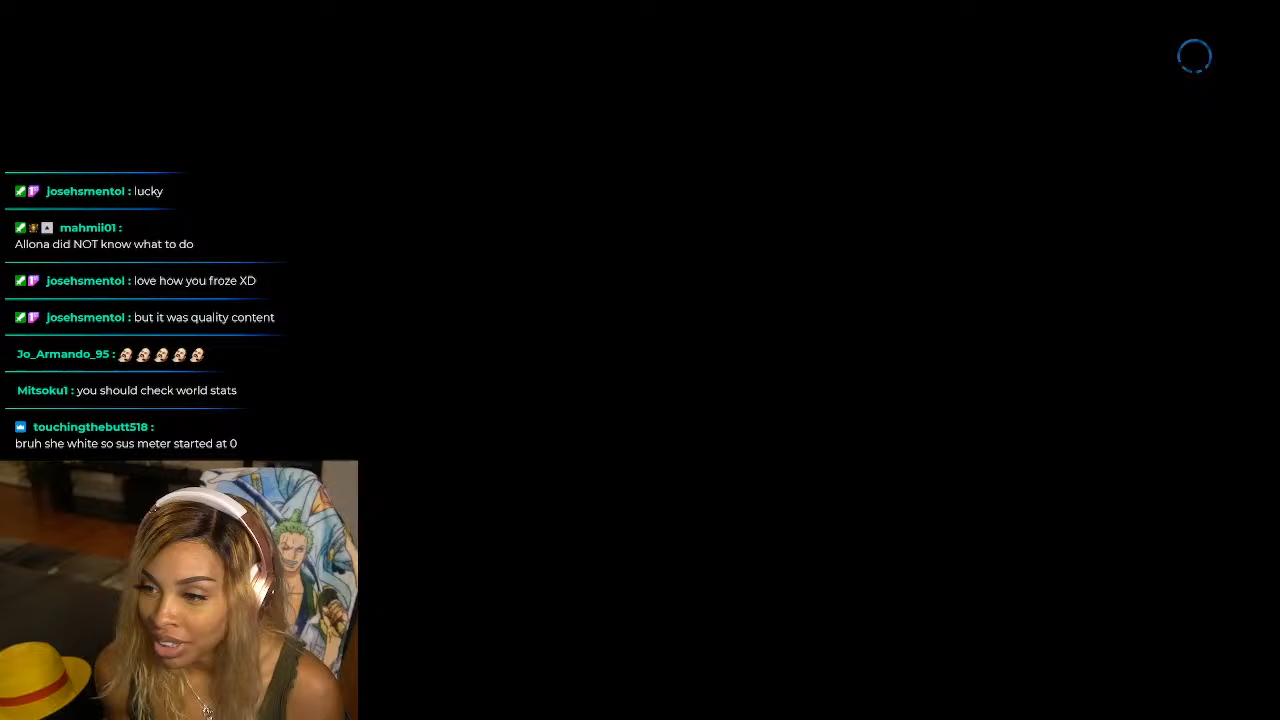 josehsmentol : lucky
mahmii01 :
Allona did NOT know what to do
josehsmentol : love how you froze XD
josehsmentol : but it was quality content
Jo_Armando_95 :
Mitsoku1 : you should check world stats
touchingthebutt518 :
bruh she white so sus meter started at 0